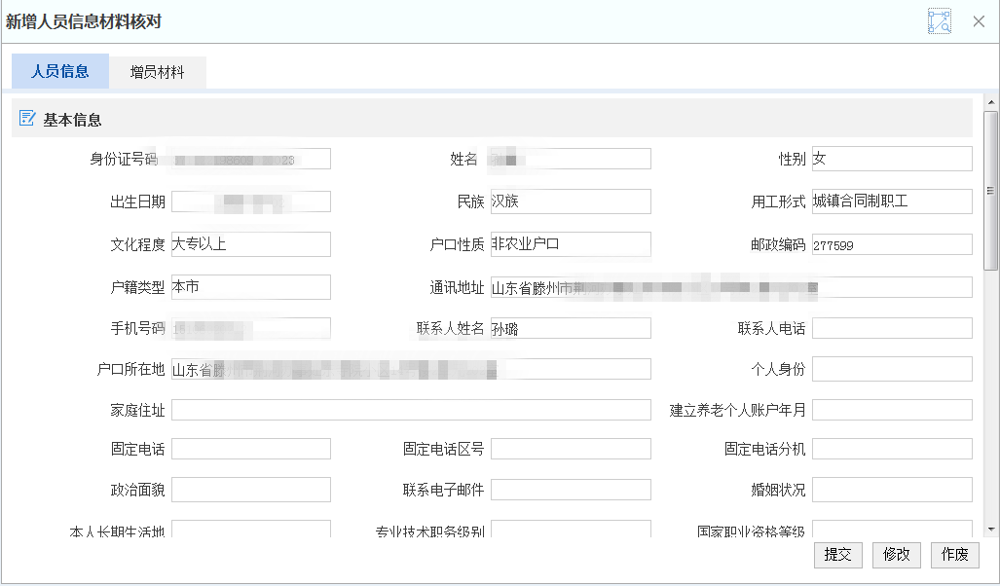 新增人员信息材料核对
人员信息 增员材料
基本信息
身份证号码 姓名 性别 女
出生日期 民族 汉族 用工形式 城镇合同制职工
文化程度 大专以上 户口性质 非农业户口 邮政编码 277599
户籍类型 本市 通讯地址 山东省滕州市
手机号码 联系人姓名 孙璐 联系人电话
户口所在地 山东省滕 个人身份
家庭住址 建立养老个人账户年月
固定电话 固定电话区号 固定电话分机
政治面貌 联系电子邮件 婚姻状况
本人长期生活地 专业技术职务级别 国家职业资格等级
提交 修改 作废